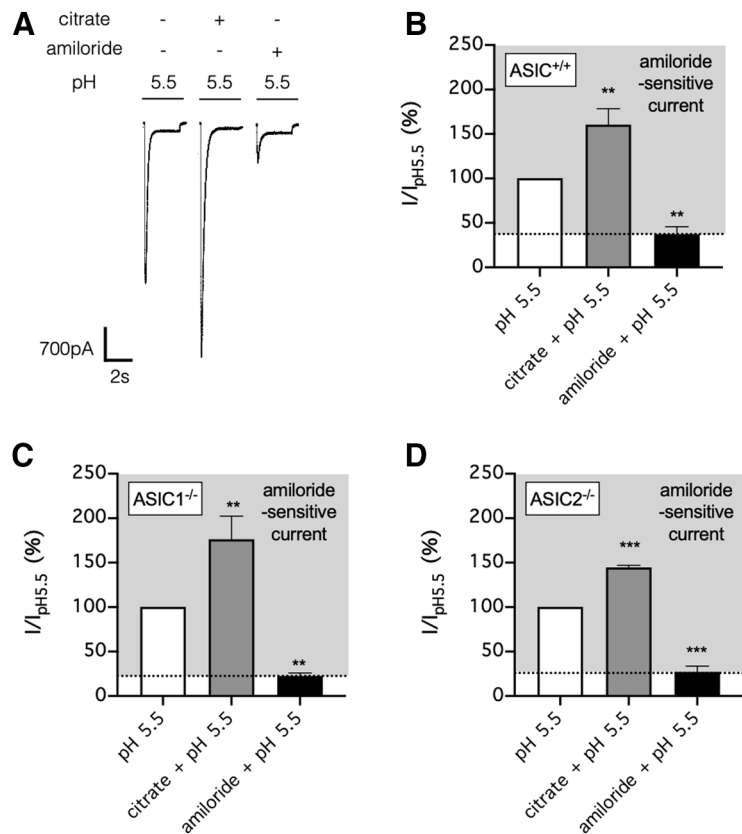 A
citrate - + -
amiloride - - +
pH 5.5 5.5 5.5
700pA
2s
B
250
200
150
100
50
0
I/IpH5.5 (%)
ASIC+/+
amiloride
-sensitive
current
**
**
pH 5.5
citrate + pH 5.5
amiloride + pH 5.5
C
250
200
150
100
50
0
I/IpH5.5 (%)
ASIC1-/-
amiloride
-sensitive
current
**
**
pH 5.5
citrate + pH 5.5
amiloride + pH 5.5
D
250
200
150
100
50
0
I/IpH5.5 (%)
ASIC2-/-
amiloride
-sensitive
current
***
***
pH 5.5
citrate + pH 5.5
amiloride + pH 5.5